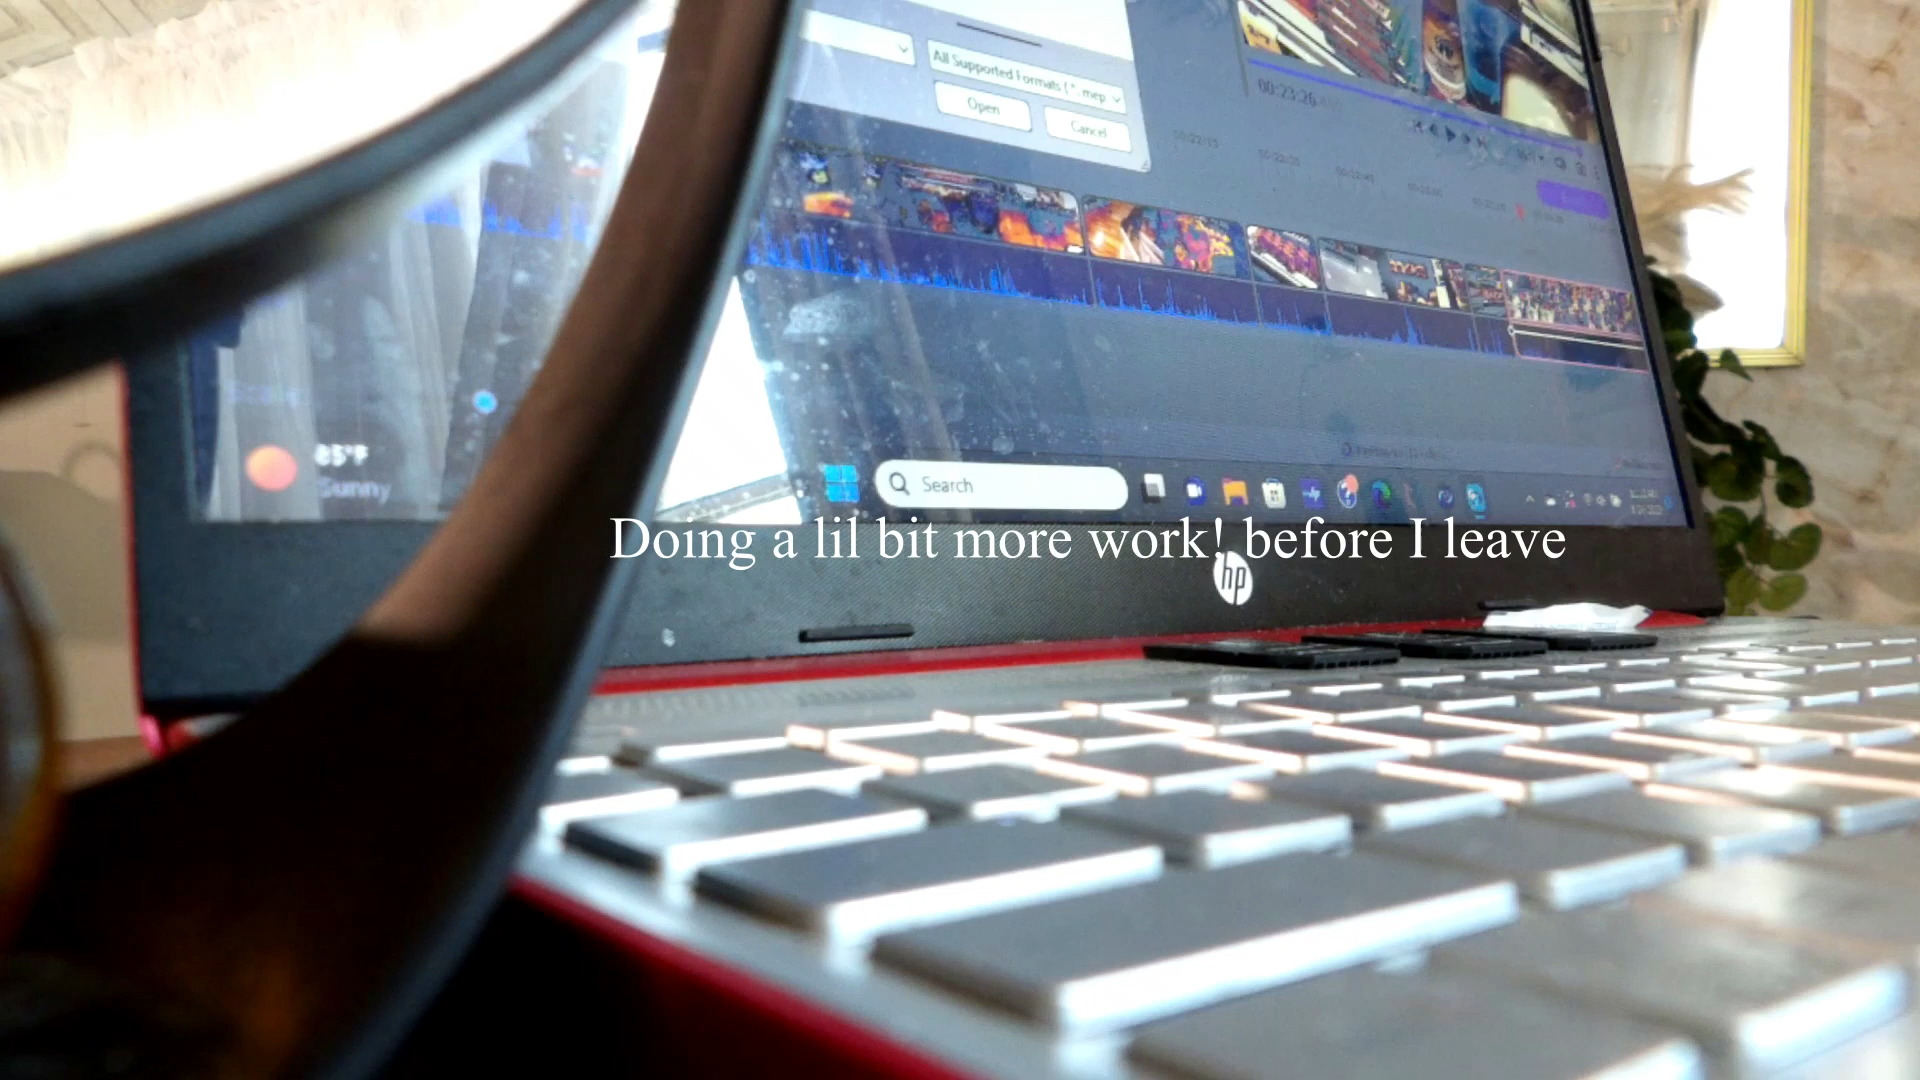 All Supported Formats (*.mep
Open
Cancel
00:23:26
85°F
Sunny
Search
Doing a lil bit more work! before I leave
hp